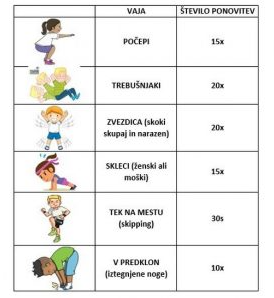 VAJA ŠTEVILO PONOVITEV
POČEPI 15x
TREBUŠNJAKI 20x
ZVEZDICA (skoki
skupaj in narazen) 20x
SKLECI (ženski ali
moški) 15x
TEK NA MESTU
(skipping) 30s
V PREDKLON
(iztegnjene noge) 10x